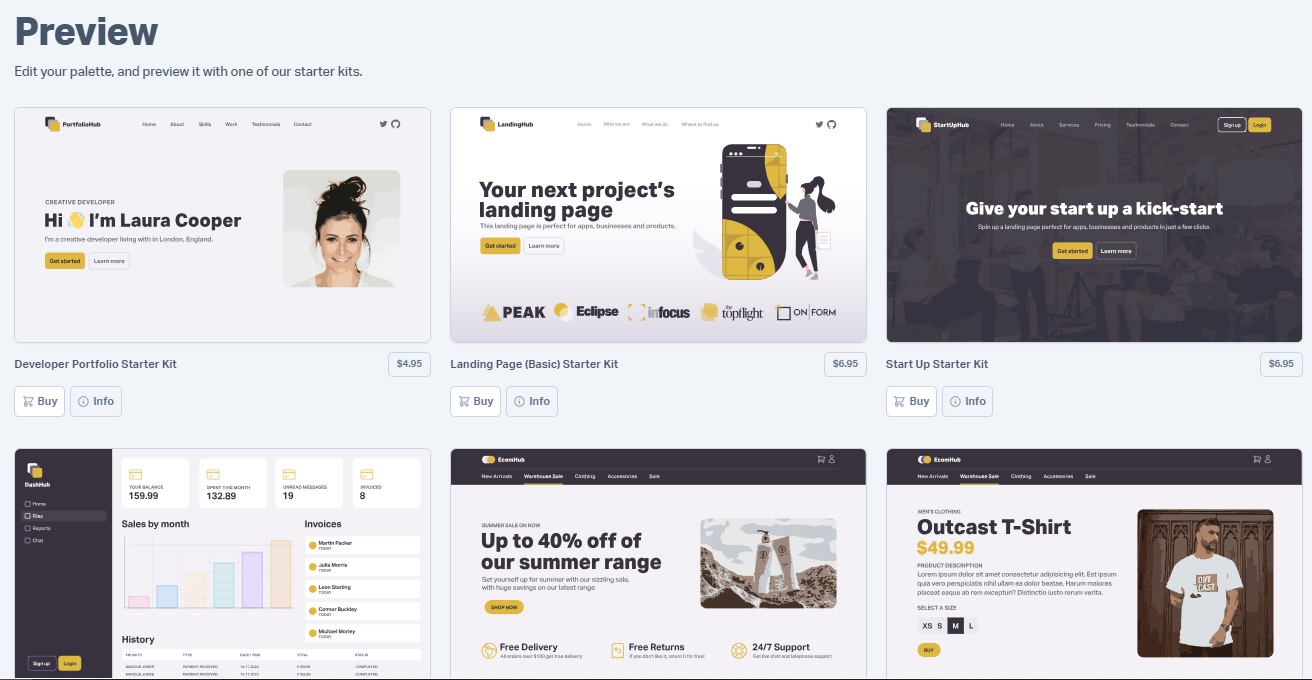 Preview
Edit your palette, and preview it with one of our starter kits.
PortfolioHub
Home About Skills Work Testimonials Contact
CREATIVE DEVELOPER
Hi 👋 I'm Laura Cooper
I'm a creative developer living with in London, England.
Get started Learn more
Developer Portfolio Starter Kit $4.95
Buy Info
LandingHub
Home Who we are What we do Where to find us
Your next project's
landing page
This landing page is perfect for apps, businesses and products.
Get started Learn more
PEAK Eclipse infocus the topflight ON FORM
Landing Page (Basic) Starter Kit $6.95
Buy Info
StartUpHub
Home About Services Pricing Testimonials Contact Sign up Login
Give your start up a kick-start
Spin up a landing page perfect for apps, businesses and products in just a few clicks.
Get started Learn more
Start Up Starter Kit $6.95
Buy Info
DashHub
Home
Files
Reports
Chat
Sign up Login
YOUR BALANCE
159.99
SPENT THIS MONTH
132.89
UNREAD MESSAGES
19
INVOICES
8
Sales by month
Invoices
Martin Packer
TODAY
Julie Morris
TODAY
Leon Starling
TODAY
Connor Buckley
TODAY
Michael Morley
TODAY
History
FROM/TO TYPE DATE / TIME TOTAL STATUS
MARCUS JONES PAYMENT RECEIVED 14.11.2022 COMPLETED
MARCUS JONES PAYMENT RECEIVED 14.11.2022 COMPLETED
EcomHub
New Arrivals Warehouse Sale Clothing Accessories Sale
SUMMER SALE ON NOW
Up to 40% off of
our summer range
Set yourself up for summer with our sizzling sale,
with huge savings on our latest range
SHOP NOW
Free Delivery
All orders over $100 get free delivery
Free Returns
If you don't like it, return it for free!
24/7 Support
Get live chat and telephone support
EcomHub
New Arrivals Warehouse Sale Clothing Accessories Sale
MEN'S CLOTHING
Outcast T-Shirt
$49.99
PRODUCT DESCRIPTION
Lorem ipsum dolor sit amet consectetur adipisicing elit. Est ipsum
quia vero perspiciatis nihil ullam ea dolor beatae. Harum maiores
placeat eaque ab rem excepturi? Distinctio iusto rerum verita.
SELECT A SIZE
XS S M L
BUY
OUT
CAST